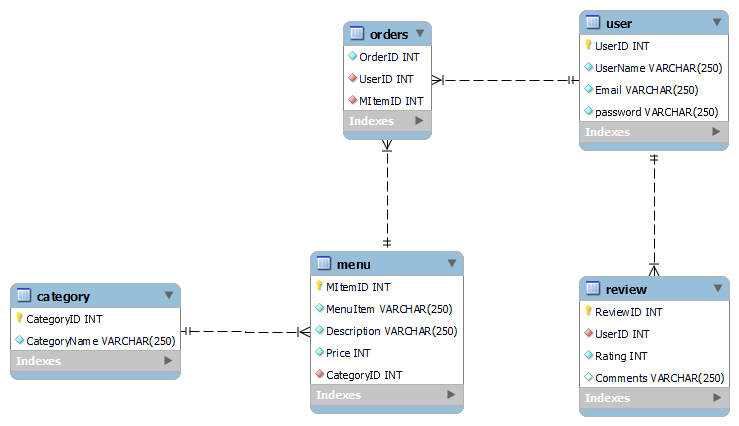 orders
OrderID INT
UserID INT
MItemID INT
Indexes
user
UserID INT
UserName VARCHAR(250)
Email VARCHAR(250)
password VARCHAR(250)
Indexes
category
CategoryID INT
CategoryName VARCHAR(250)
Indexes
menu
MItemID INT
MenuItem VARCHAR(250)
Description VARCHAR(250)
Price INT
CategoryID INT
Indexes
review
ReviewID INT
UserID INT
Rating INT
Comments VARCHAR(250)
Indexes